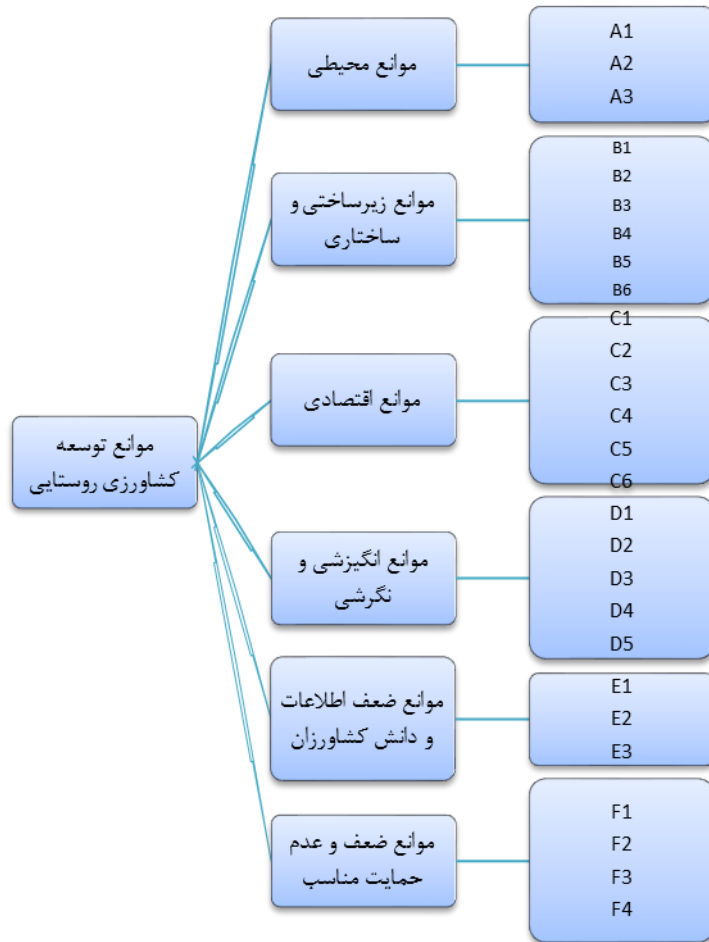 موانع توسعه
کشاورزی روستایی
موانع محیطی
A1
A2
A3
موانع زیرساختی و
ساختاری
B1
B2
B3
B4
B5
B6
موانع اقتصادی
C1
C2
C3
C4
C5
C6
موانع انگیزشی و
نگرشی
D1
D2
D3
D4
D5
موانع ضعف اطلاعات
و دانش کشاورزان
E1
E2
E3
موانع ضعف و عدم
حمایت مناسب
F1
F2
F3
F4